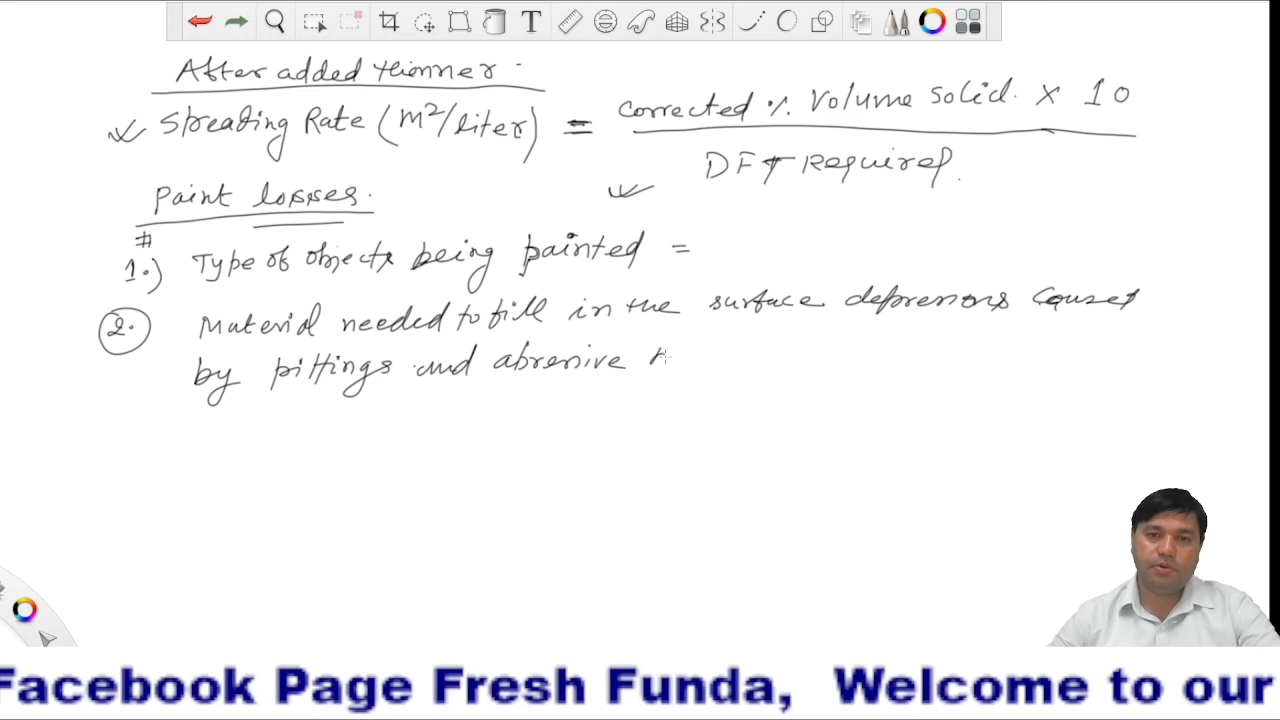 After added thinner
Streading Rate (M²/liter) = corrected % Volume solid. × 10
DFT Required.
Paint losses.
#
1.) Type of objects being painted =
2. Material needed to fill in the surface depressions causes
by pittings and abrasive
Facebook Page Fresh Funda, Welcome to our